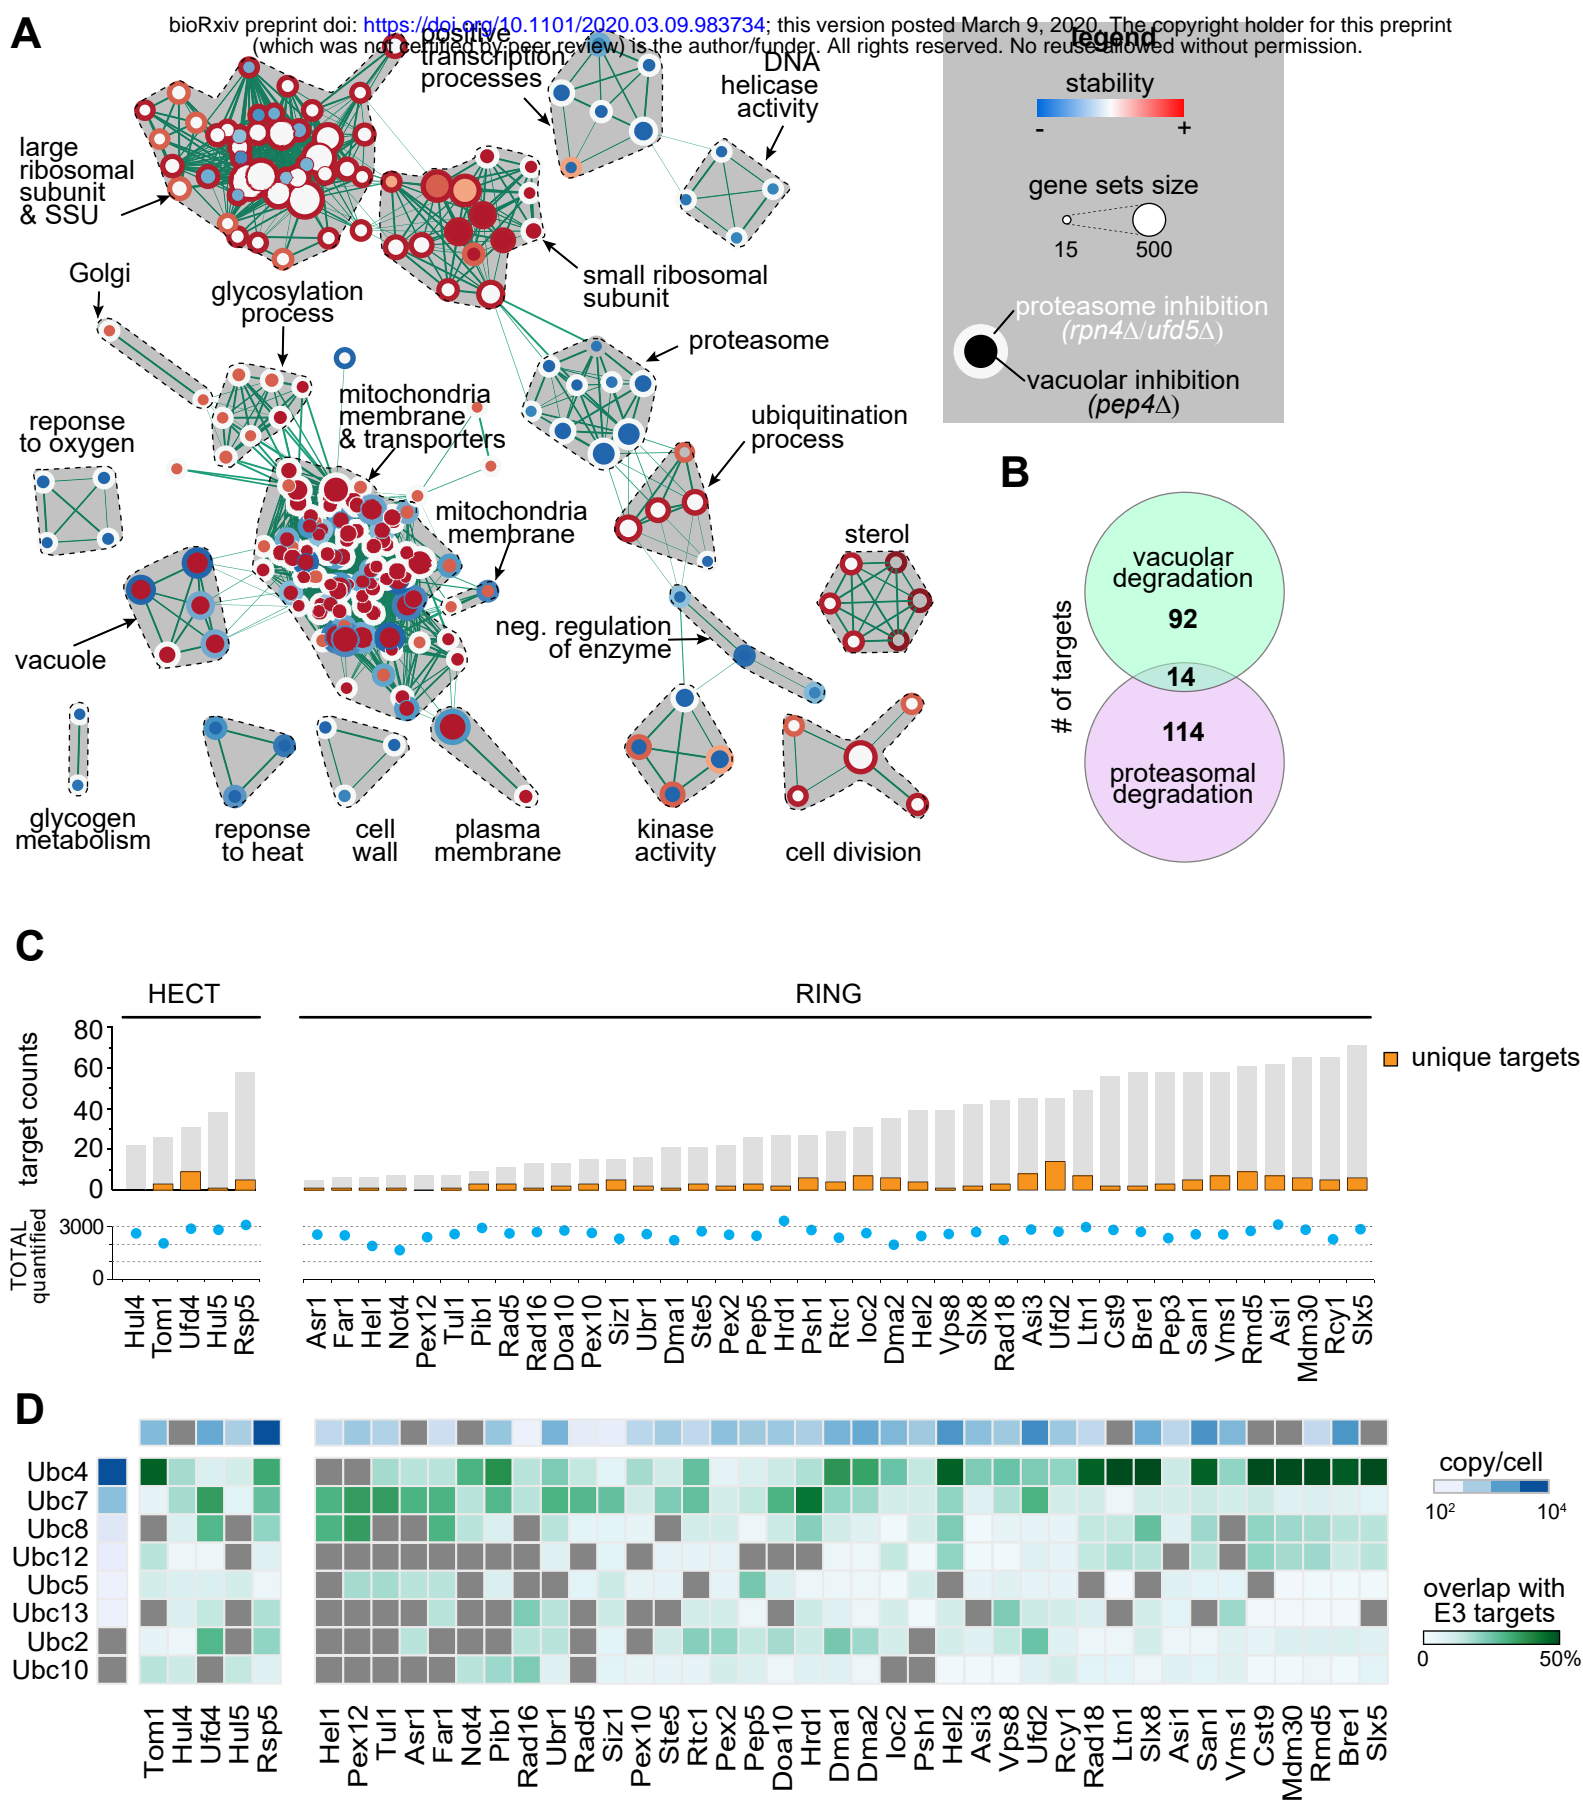 bioRxiv preprint doi: https://doi.org/10.1101/2020.03.09.983734; this version posted March 9, 2020. The copyright holder for this preprint
(which was not certified by peer review) is the author/funder. All rights reserved. No reuse allowed without permission.
A
positive
transcription
processes
DNA
helicase
activity
large
ribosomal
subunit
& SSU
small ribosomal
subunit
Golgi
glycosylation
process
proteasome
mitochondria
membrane
& transporters
ubiquitination
process
reponse
to oxygen
mitochondria
membrane
sterol
neg. regulation
of enzyme
vacuole
glycogen
metabolism
reponse
to heat
cell
wall
plasma
membrane
kinase
activity
cell division
legend
stability
-
+
gene sets size
15
500
proteasome inhibition
(rpn4Δ/ufd5Δ)
vacuolar inhibition
(pep4Δ)
B
# of targets
vacuolar
degradation
92
14
114
proteasomal
degradation
C
HECT
RING
target counts
80
60
40
20
0
unique targets
TOTAL
quantified
3000
0
Hul4
Tom1
Ufd4
Hul5
Rsp5
Asr1
Far1
Hel1
Not4
Pex12
Tul1
Pib1
Rad5
Rad16
Doa10
Pex10
Siz1
Ubr1
Dma1
Ste5
Pex2
Pep5
Hrd1
Psh1
Rtc1
Ioc2
Dma2
Hel2
Vps8
Slx8
Rad18
Asi3
Ufd2
Ltn1
Cst9
Bre1
Pep3
San1
Vms1
Rmd5
Asi1
Mdm30
Rcy1
Slx5
D
Ubc4
Ubc7
Ubc8
Ubc12
Ubc5
Ubc13
Ubc2
Ubc10
Tom1
Hul4
Ufd4
Hul5
Rsp5
Hel1
Pex12
Tul1
Asr1
Far1
Not4
Pib1
Rad16
Ubr1
Rad5
Siz1
Pex10
Ste5
Rtc1
Pex2
Pep5
Doa10
Hrd1
Dma1
Dma2
Ioc2
Psh1
Hel2
Asi3
Vps8
Ufd2
Rcy1
Rad18
Ltn1
Slx8
Asi1
San1
Vms1
Cst9
Mdm30
Rmd5
Bre1
Slx5
copy/cell
10²
10⁴
overlap with
E3 targets
0
50%